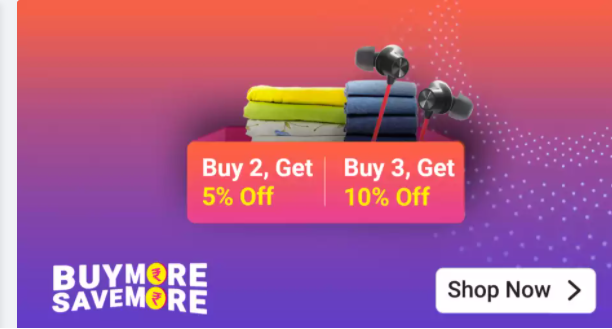 Buy 2, Get
5% Off
Buy 3, Get
10% Off
BUYMORE
SAVEMORE
Shop Now